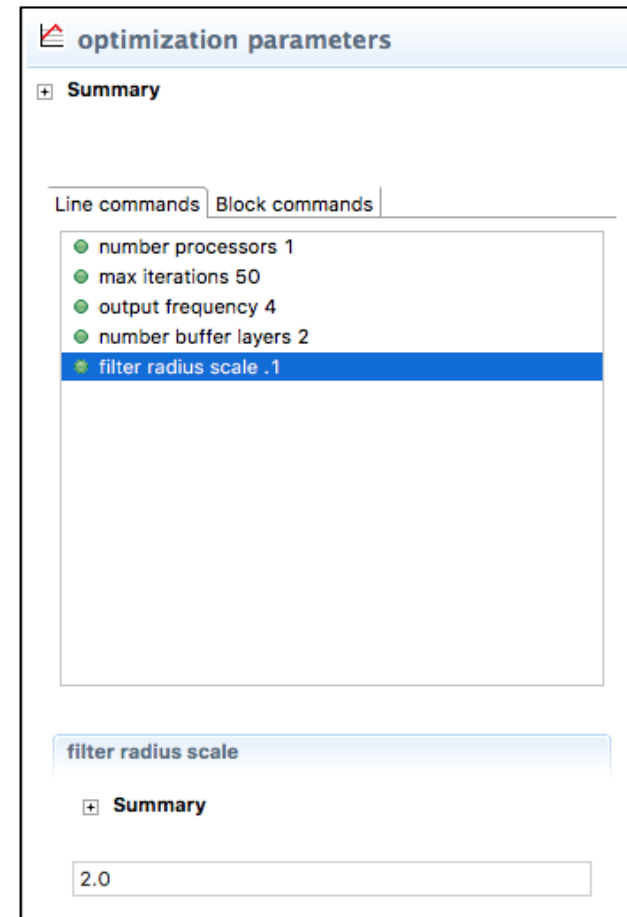 optimization parameters
Summary
Line commands Block commands
number processors 1
max iterations 50
output frequency 4
number buffer layers 2
filter radius scale .1
filter radius scale
Summary
2.0